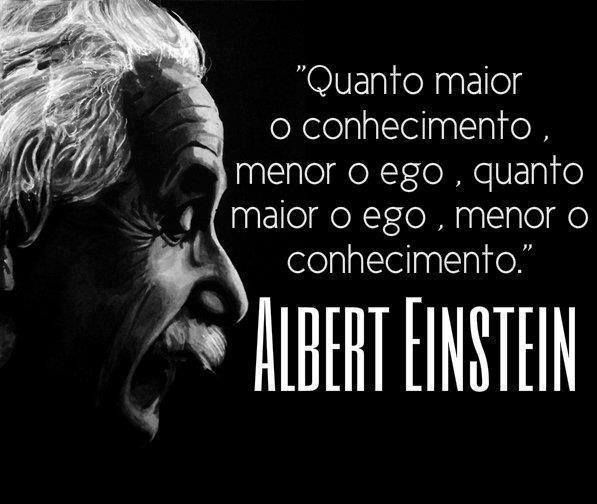 "Quanto maior
o conhecimento ,
menor o ego , quanto
maior o ego , menor o
conhecimento."
ALBERT EINSTEIN